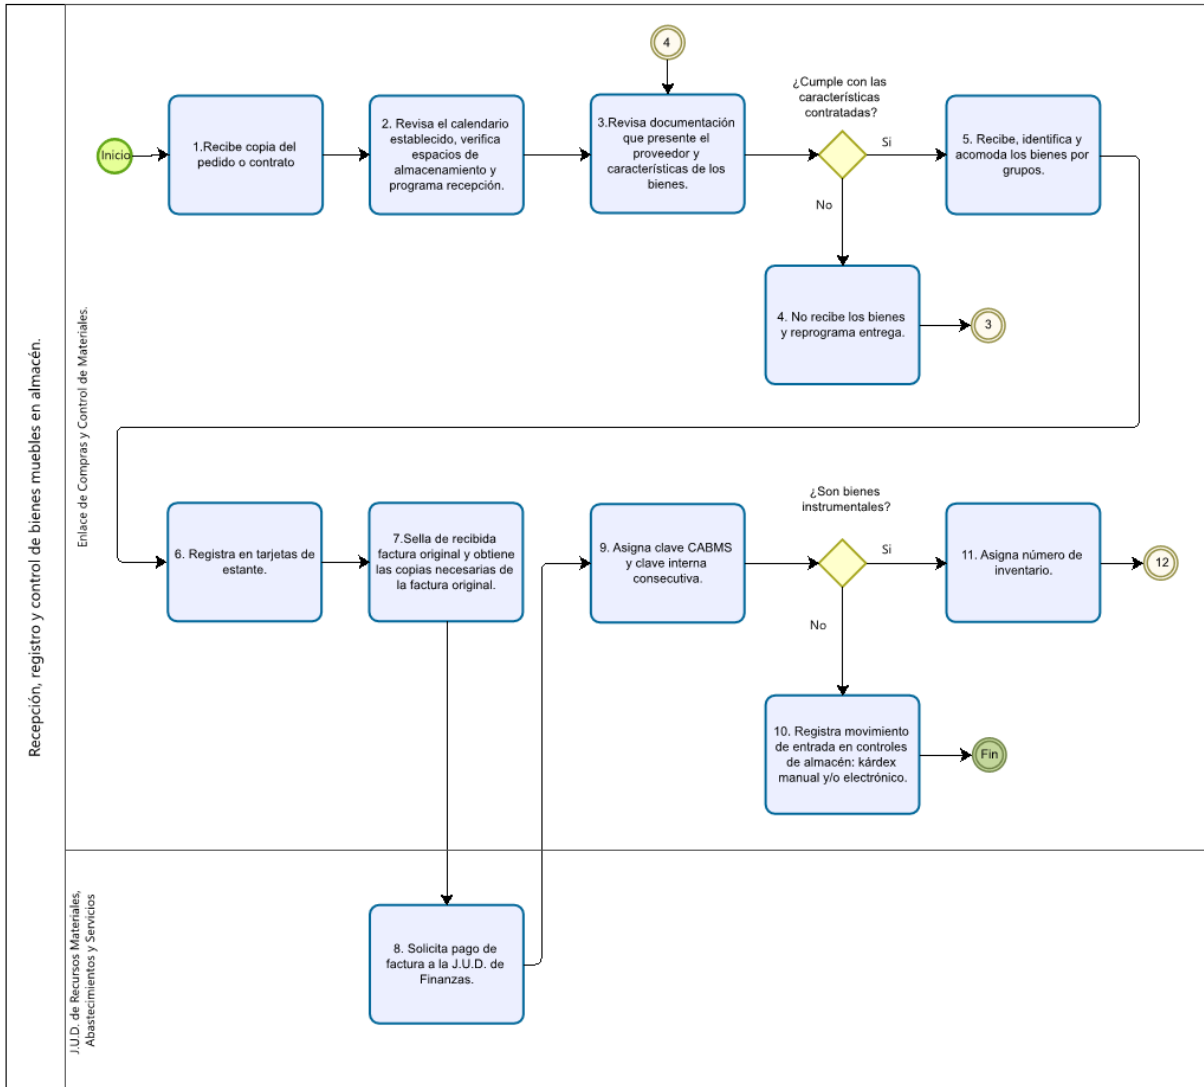 Recepción, registro y control de bienes muebles en almacén.
Enlace de Compras y Control de Materiales.
Inicio
1.Recibe copia del
pedido o contrato
2. Revisa el calendario
establecido, verifica
espacios de
almacenamiento y
programa recepción.
4
3.Revisa documentación
que presente el
proveedor y
características de los
bienes.
¿Cumple con las
características
contratadas?
Si
No
5. Recibe, identifica y
acomoda los bienes por
grupos.
4. No recibe los bienes
y reprograma entrega.
3
6. Registra en tarjetas de
estante.
7.Sella de recibida
factura original y obtiene
las copias necesarias de
la factura original.
9. Asigna clave CABMS
y clave interna
consecutiva.
¿Son bienes
instrumentales?
Si
No
11. Asigna número de
inventario.
12
10. Registra movimiento
de entrada en controles
de almacén: kárdex
manual y/o electrónico.
Fin
J.U.D. de Recursos Materiales,
Abastecimientos y Servicios
8. Solicita pago de
factura a la J.U.D. de
Finanzas.